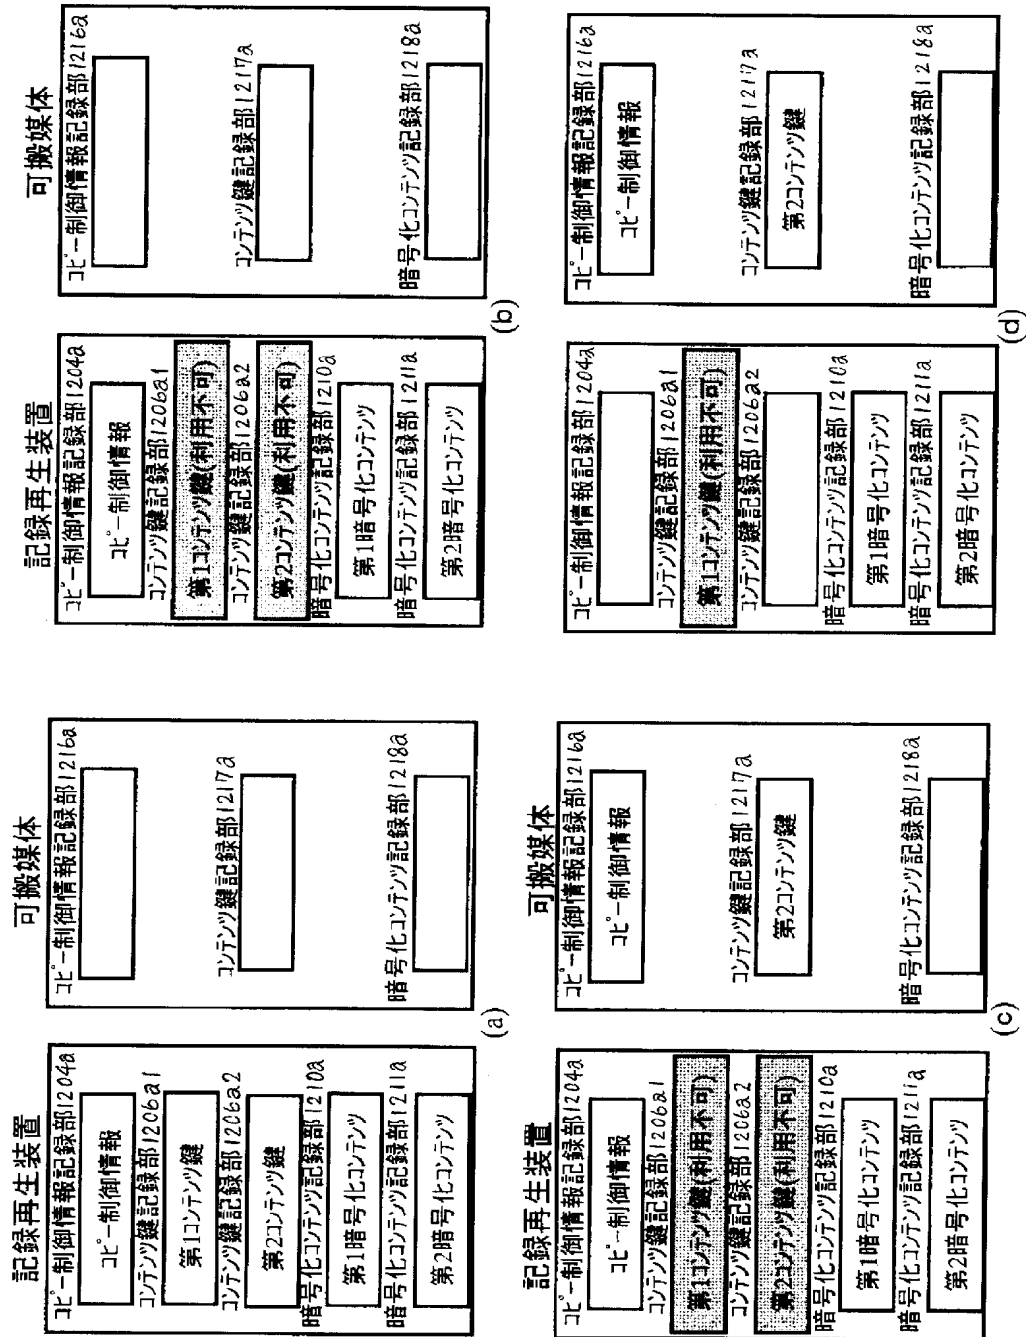 記録再生装置
コピー制御情報記録部1204a
コピー制御情報
コンテンツ鍵記録部1206a1
第1コンテンツ鍵
コンテンツ鍵記録部1206a2
第2コンテンツ鍵
暗号化コンテンツ記録部1210a
第1暗号化コンテンツ
暗号化コンテンツ記録部1211a
第2暗号化コンテンツ
可搬媒体
コピー制御情報記録部1216a
コンテンツ鍵記録部1217a
暗号化コンテンツ記録部1218a
(a)
記録再生装置
コピー制御情報記録部1204a
コピー制御情報
コンテンツ鍵記録部1206a1
第1コンテンツ鍵(利用不可)
コンテンツ鍵記録部1206a2
第2コンテンツ鍵(利用不可)
暗号化コンテンツ記録部1210a
第1暗号化コンテンツ
暗号化コンテンツ記録部1211a
第2暗号化コンテンツ
可搬媒体
コピー制御情報記録部1216a
コンテンツ鍵記録部1217a
暗号化コンテンツ記録部1218a
(b)
記録再生装置
コピー制御情報記録部1204a
コピー制御情報
コンテンツ鍵記録部1206a1
第1コンテンツ鍵(利用不可)
コンテンツ鍵記録部1206a2
第2コンテンツ鍵(利用不可)
暗号化コンテンツ記録部1210a
第1暗号化コンテンツ
暗号化コンテンツ記録部1211a
第2暗号化コンテンツ
可搬媒体
コピー制御情報記録部1216a
コピー制御情報
コンテンツ鍵記録部1217a
第2コンテンツ鍵
暗号化コンテンツ記録部1218a
(c)
コピー制御情報記録部1204a
コンテンツ鍵記録部1206a1
第1コンテンツ鍵(利用不可)
コンテンツ鍵記録部1206a2
暗号化コンテンツ記録部1210a
第1暗号化コンテンツ
暗号化コンテンツ記録部1211a
第2暗号化コンテンツ
コピー制御情報記録部1216a
コピー制御情報
コンテンツ鍵記録部1217a
第2コンテンツ鍵
暗号化コンテンツ記録部1218a
(d)